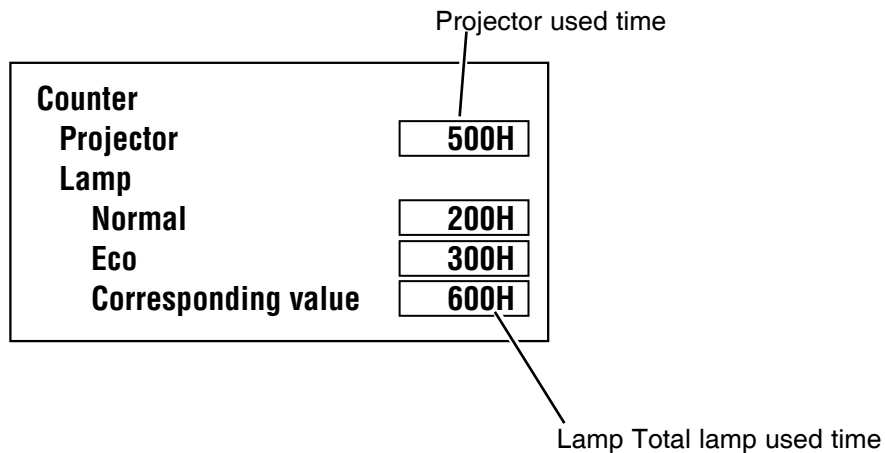 Projector used time
Counter
Projector 500H
Lamp
Normal 200H
Eco 300H
Corresponding value 600H
Lamp Total lamp used time